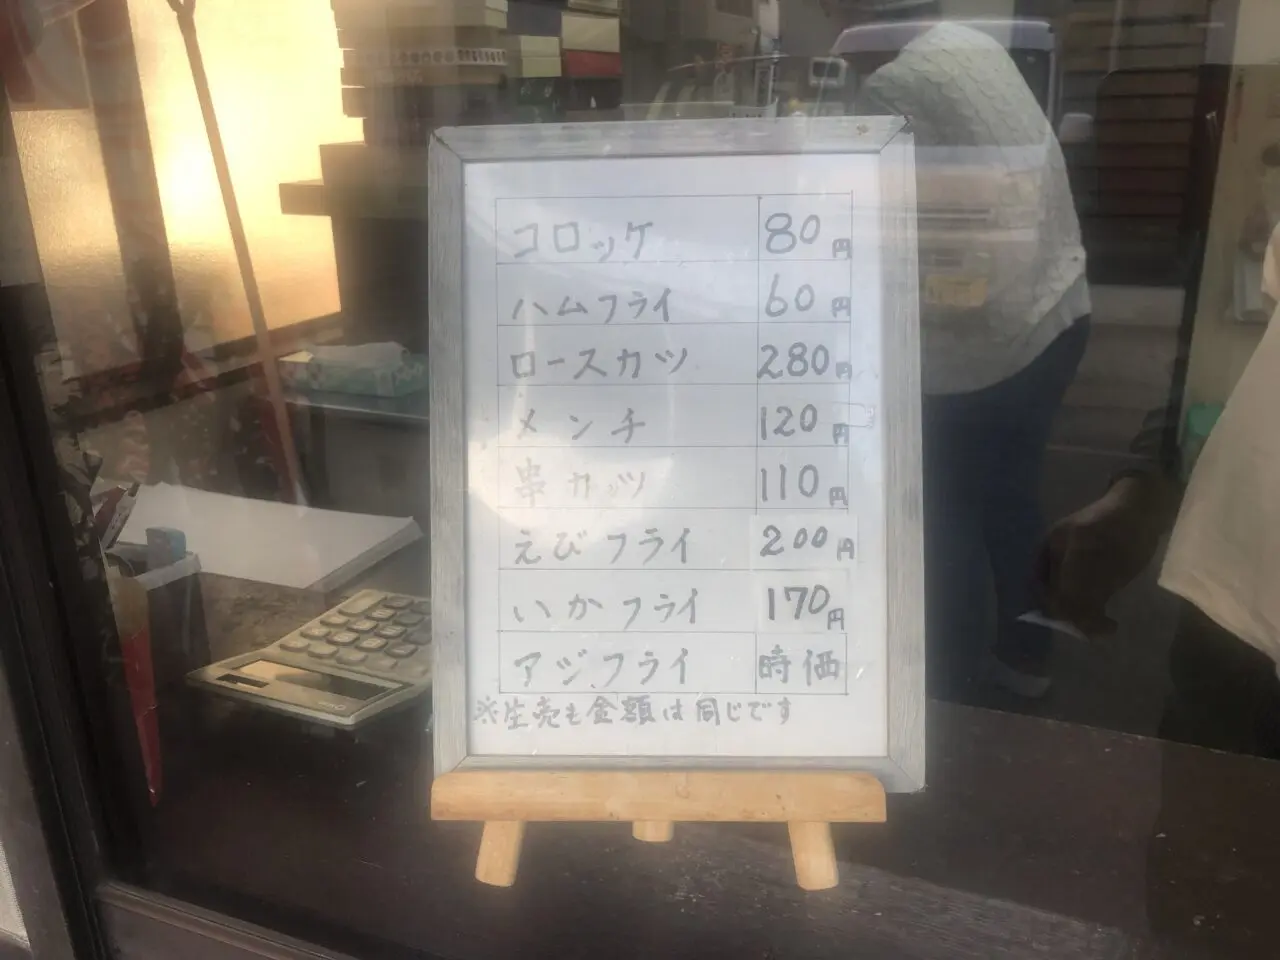 コロッケ 80円
ハムフライ 60円
ロースカツ 280円
メンチ 120円
串カツ 110円
えびフライ 200円
いかフライ 170円
アジフライ 時価
※生売も金額は同じです